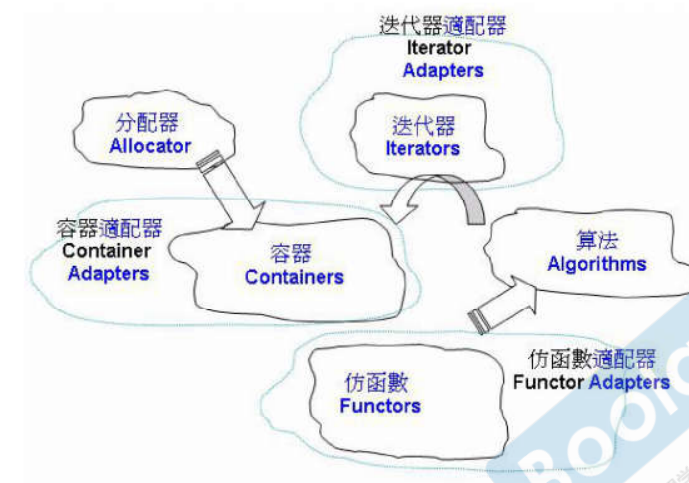 迭代器適配器
Iterator
Adapters
分配器
Allocator
迭代器
Iterators
容器適配器
Container
Adapters
容器
Containers
算法
Algorithms
仿函數
Functors
仿函數適配器
Functor Adapters
Boola